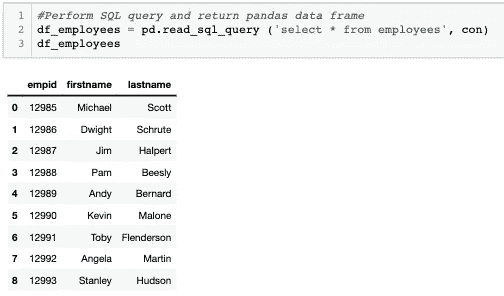 1 #Perform SQL query and return pandas data frame
2 df_employees = pd.read_sql_query ('select * from employees', con)
3 df_employees
empid firstname lastname
0 12985 Michael Scott
1 12986 Dwight Schrute
2 12987 Jim Halpert
3 12988 Pam Beesly
4 12989 Andy Bernard
5 12990 Kevin Malone
6 12991 Toby Flenderson
7 12992 Angela Martin
8 12993 Stanley Hudson